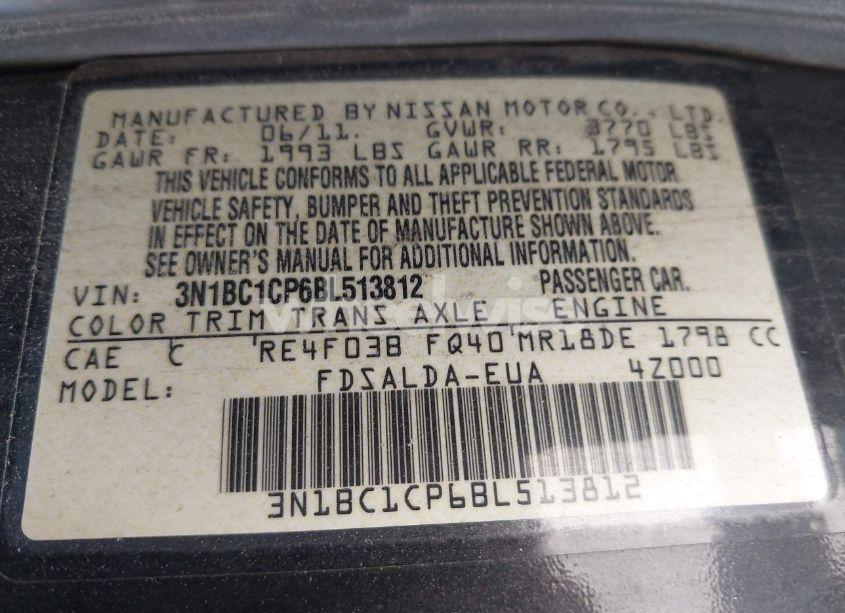 MANUFACTURED BY NISSAN MOTOR CO., LTD.
DATE: 06/11. GVWR: 3770 LBS
GAWR FR: 1993 LBS GAWR RR: 1795 LBS
THIS VEHICLE CONFORMS TO ALL APPLICABLE FEDERAL MOTOR
VEHICLE SAFETY, BUMPER AND THEFT PREVENTION STANDARDS
IN EFFECT ON THE DATE OF MANUFACTURE SHOWN ABOVE.
SEE OWNER'S MANUAL FOR ADDITIONAL INFORMATION.
VIN: 3N1BC1CP6BL513812 PASSENGER CAR.
COLOR TRIM TRANS AXLE ENGINE
CAE C RE4F03B FQ40 MR18DE 1798 CC
MODEL: FDSALDA-EUA 4Z000
3N1BC1CP6BL513812